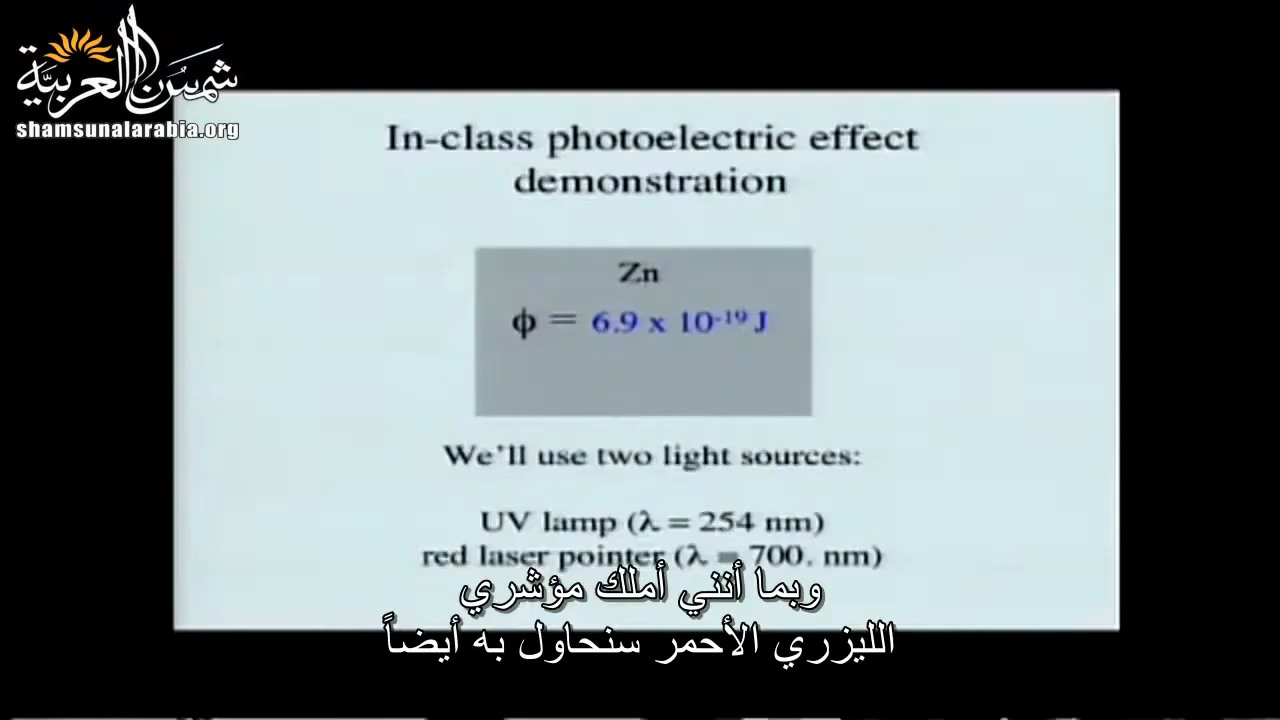 شمس العربية
shamsunalarabia.org
In-class photoelectric effect
demonstration
Zn
ϕ = 6.9 x 10⁻¹⁹ J
We'll use two light sources:
UV lamp (λ = 254 nm)
red laser pointer (λ = 700. nm)
وبما أنني أملك مؤشري
الليزري الأحمر سنحاول به أيضاً